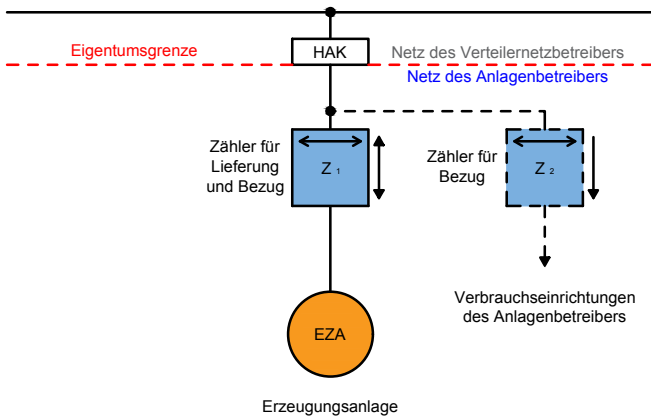 Eigentumsgrenze
HAK
Netz des Verteilernetzbetreibers
Netz des Anlagenbetreibers
Zähler für
Lieferung
und Bezug
Z 1
Zähler für
Bezug
Z 2
Verbrauchseinrichtungen
des Anlagenbetreibers
EZA
Erzeugungsanlage